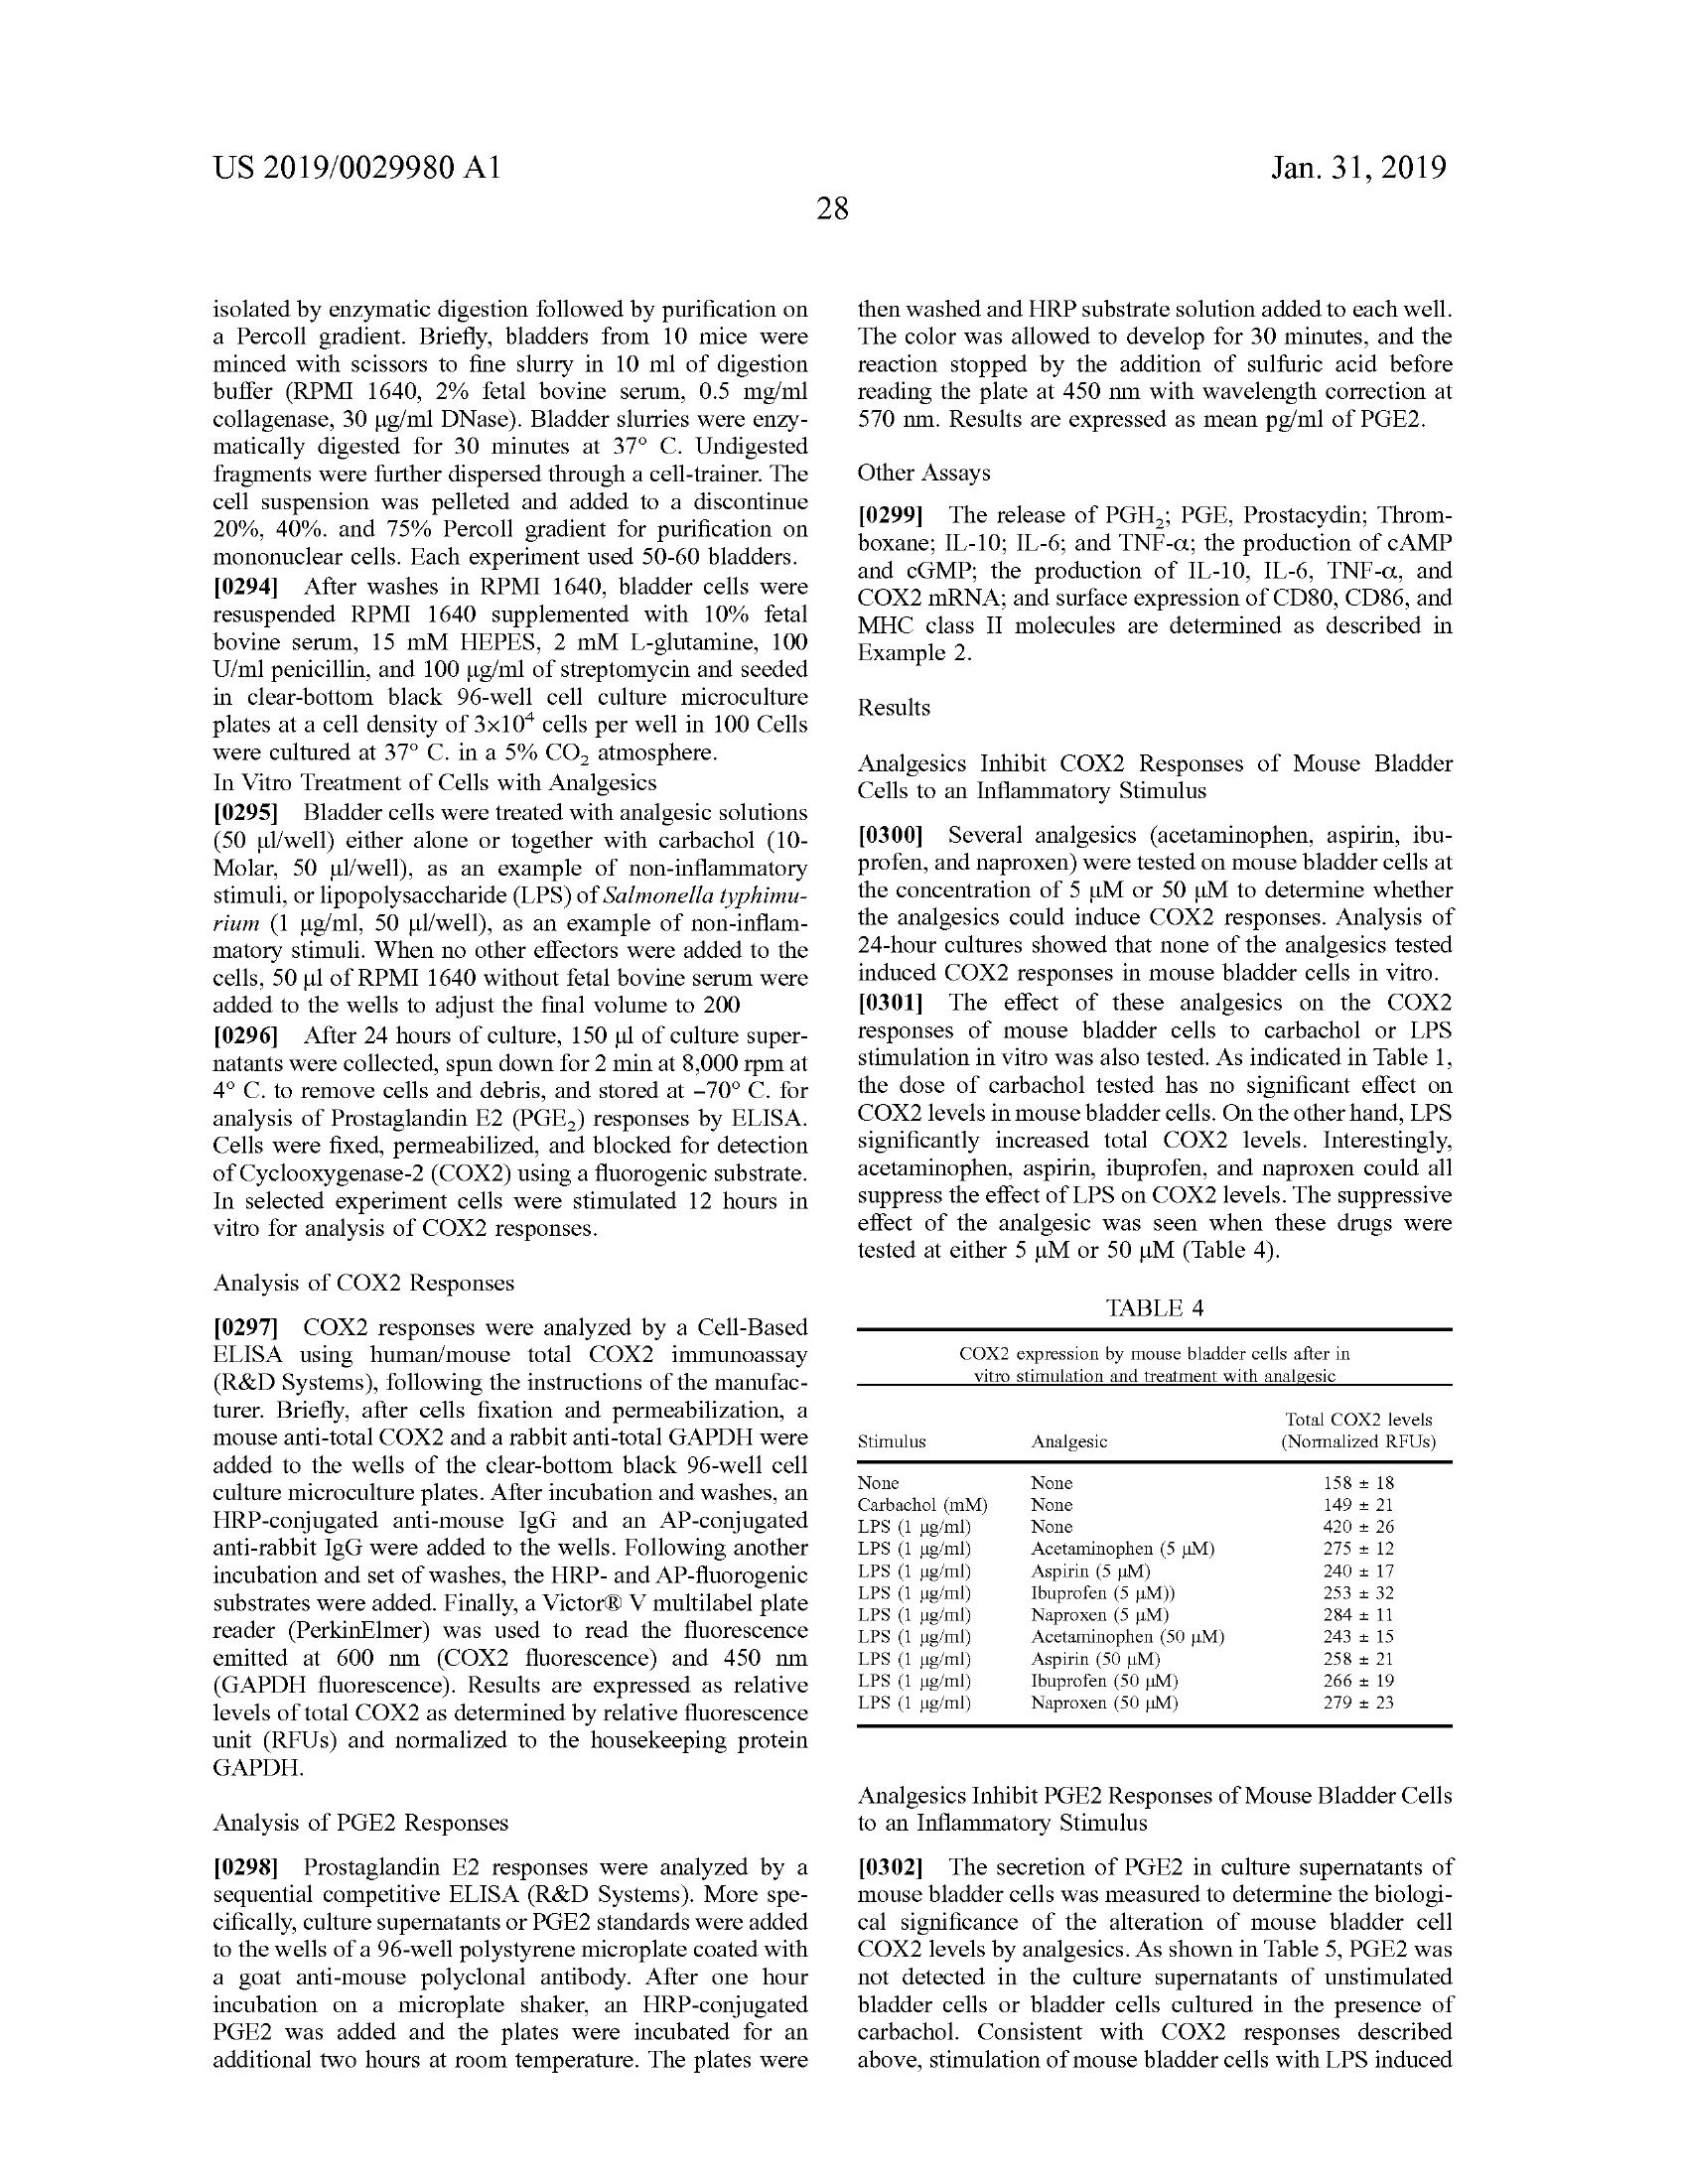 US 2019/0029980 A1
Jan. 31, 2019
28
isolated by enzymatic digestion followed by purification on
a Percoll gradient. Briefly, bladders from 10 mice were
minced with scissors to fine slurry in 10 ml of digestion
buffer (RPMI 1640, 2% fetal bovine serum, 0.5 mg/ml
collagenase, 30 μg/ml DNase). Bladder slurries were enzy-
matically digested for 30 minutes at 37° C. Undigested
fragments were further dispersed through a cell-trainer. The
cell suspension was pelleted and added to a discontinue
20%, 40%. and 75% Percoll gradient for purification on
mononuclear cells. Each experiment used 50-60 bladders.
[0294] After washes in RPMI 1640, bladder cells were
resuspended RPMI 1640 supplemented with 10% fetal
bovine serum, 15 mM HEPES, 2 mM L-glutamine, 100
U/ml penicillin, and 100 μg/ml of streptomycin and seeded
in clear-bottom black 96-well cell culture microculture
plates at a cell density of 3x10⁴ cells per well in 100 Cells
were cultured at 37° C. in a 5% CO₂ atmosphere.
In Vitro Treatment of Cells with Analgesics
[0295] Bladder cells were treated with analgesic solutions
(50 μl/well) either alone or together with carbachol (10-
Molar, 50 μl/well), as an example of non-inflammatory
stimuli, or lipopolysaccharide (LPS) of Salmonella typhimu-
rium (1 μg/ml, 50 μl/well), as an example of non-inflam-
matory stimuli. When no other effectors were added to the
cells, 50 μl of RPMI 1640 without fetal bovine serum were
added to the wells to adjust the final volume to 200
[0296] After 24 hours of culture, 150 μl of culture super-
natants were collected, spun down for 2 min at 8,000 rpm at
4° C. to remove cells and debris, and stored at –70° C. for
analysis of Prostaglandin E2 (PGE₂) responses by ELISA.
Cells were fixed, permeabilized, and blocked for detection
of Cyclooxygenase-2 (COX2) using a fluorogenic substrate.
In selected experiment cells were stimulated 12 hours in
vitro for analysis of COX2 responses.
Analysis of COX2 Responses
[0297] COX2 responses were analyzed by a Cell-Based
ELISA using human/mouse total COX2 immunoassay
(R&D Systems), following the instructions of the manufac-
turer. Briefly, after cells fixation and permeabilization, a
mouse anti-total COX2 and a rabbit anti-total GAPDH were
added to the wells of the clear-bottom black 96-well cell
culture microculture plates. After incubation and washes, an
HRP-conjugated anti-mouse IgG and an AP-conjugated
anti-rabbit IgG were added to the wells. Following another
incubation and set of washes, the HRP- and AP-fluorogenic
substrates were added. Finally, a Victor® V multilabel plate
reader (PerkinElmer) was used to read the fluorescence
emitted at 600 nm (COX2 fluorescence) and 450 nm
(GAPDH fluorescence). Results are expressed as relative
levels of total COX2 as determined by relative fluorescence
unit (RFUs) and normalized to the housekeeping protein
GAPDH.
Analysis of PGE2 Responses
[0298] Prostaglandin E2 responses were analyzed by a
sequential competitive ELISA (R&D Systems). More spe-
cifically, culture supernatants or PGE2 standards were added
to the wells of a 96-well polystyrene microplate coated with
a goat anti-mouse polyclonal antibody. After one hour
incubation on a microplate shaker, an HRP-conjugated
PGE2 was added and the plates were incubated for an
additional two hours at room temperature. The plates were
then washed and HRP substrate solution added to each well.
The color was allowed to develop for 30 minutes, and the
reaction stopped by the addition of sulfuric acid before
reading the plate at 450 nm with wavelength correction at
570 nm. Results are expressed as mean pg/ml of PGE2.
Other Assays
[0299] The release of PGH₂; PGE, Prostacydin; Throm-
boxane; IL-10; IL-6; and TNF-α; the production of cAMP
and cGMP; the production of IL-10, IL-6, TNF-α, and
COX2 mRNA; and surface expression of CD80, CD86, and
MHC class II molecules are determined as described in
Example 2.
Results
Analgesics Inhibit COX2 Responses of Mouse Bladder
Cells to an Inflammatory Stimulus
[0300] Several analgesics (acetaminophen, aspirin, ibu-
profen, and naproxen) were tested on mouse bladder cells at
the concentration of 5 μM or 50 μM to determine whether
the analgesics could induce COX2 responses. Analysis of
24-hour cultures showed that none of the analgesics tested
induced COX2 responses in mouse bladder cells in vitro.
[0301] The effect of these analgesics on the COX2
responses of mouse bladder cells to carbachol or LPS
stimulation in vitro was also tested. As indicated in Table 1,
the dose of carbachol tested has no significant effect on
COX2 levels in mouse bladder cells. On the other hand, LPS
significantly increased total COX2 levels. Interestingly,
acetaminophen, aspirin, ibuprofen, and naproxen could all
suppress the effect of LPS on COX2 levels. The suppressive
effect of the analgesic was seen when these drugs were
tested at either 5 μM or 50 μM (Table 4).
TABLE 4
COX2 expression by mouse bladder cells after in
vitro stimulation and treatment with analgesic
Total COX2 levels
Stimulus Analgesic (Normalized RFUs)
None None 158 ± 18
Carbachol (mM) None 149 ± 21
LPS (1 μg/ml) None 420 ± 26
LPS (1 μg/ml) Acetaminophen (5 μM) 275 ± 12
LPS (1 μg/ml) Aspirin (5 μM) 240 ± 17
LPS (1 μg/ml) Ibuprofen (5 μM)) 253 ± 32
LPS (1 μg/ml) Naproxen (5 μM) 284 ± 11
LPS (1 μg/ml) Acetaminophen (50 μM) 243 ± 15
LPS (1 μg/ml) Aspirin (50 μM) 258 ± 21
LPS (1 μg/ml) Ibuprofen (50 μM) 266 ± 19
LPS (1 μg/ml) Naproxen (50 μM) 279 ± 23
Analgesics Inhibit PGE2 Responses of Mouse Bladder Cells
to an Inflammatory Stimulus
[0302] The secretion of PGE2 in culture supernatants of
mouse bladder cells was measured to determine the biologi-
cal significance of the alteration of mouse bladder cell
COX2 levels by analgesics. As shown in Table 5, PGE2 was
not detected in the culture supernatants of unstimulated
bladder cells or bladder cells cultured in the presence of
carbachol. Consistent with COX2 responses described
above, stimulation of mouse bladder cells with LPS induced